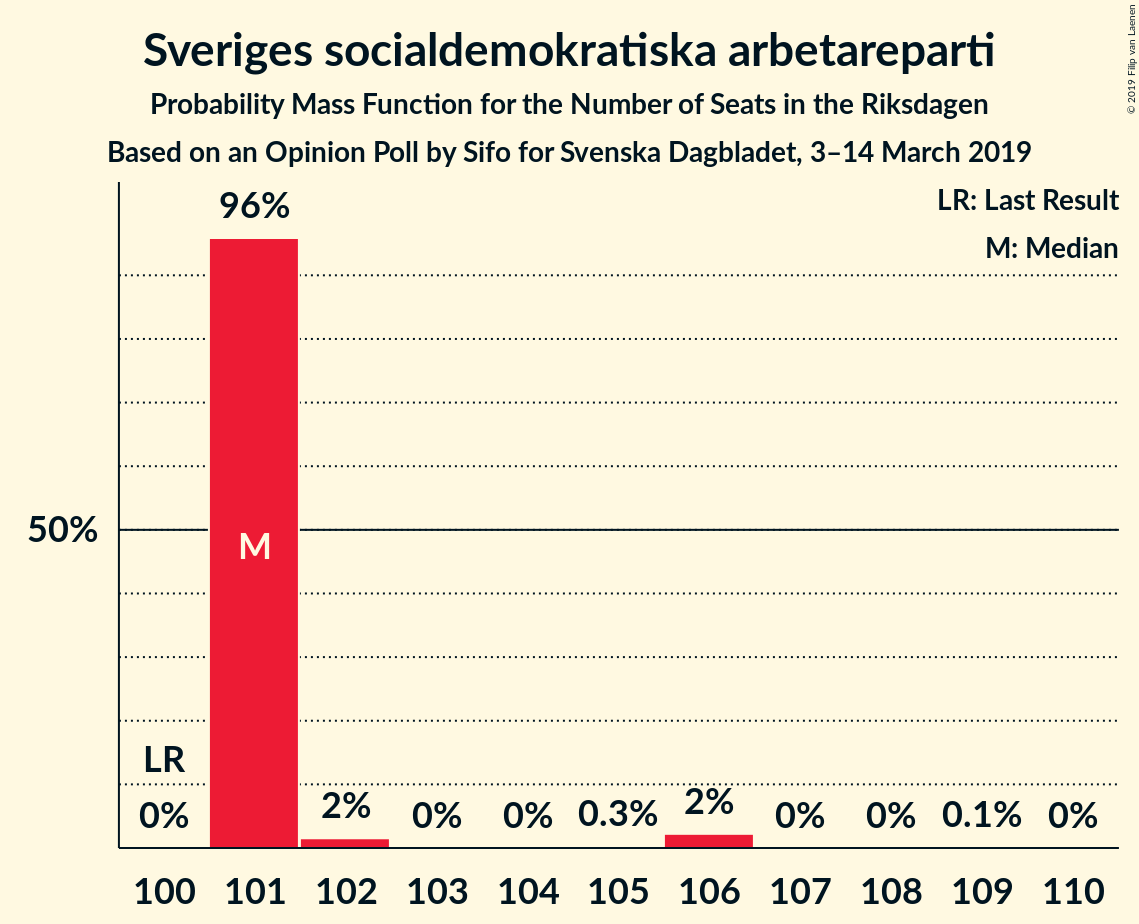 Sveriges socialdemokratiska arbetareparti
Probability Mass Function for the Number of Seats in the Riksdagen
Based on an Opinion Poll by Sifo for Svenska Dagbladet, 3–14 March 2019
© 2019 Filip van Laenen
LR: Last Result
M: Median
96%
50%
M
LR
0%
2%
0%
0%
0.3%
2%
0%
0%
0.1%
0%
100 101 102 103 104 105 106 107 108 109 110